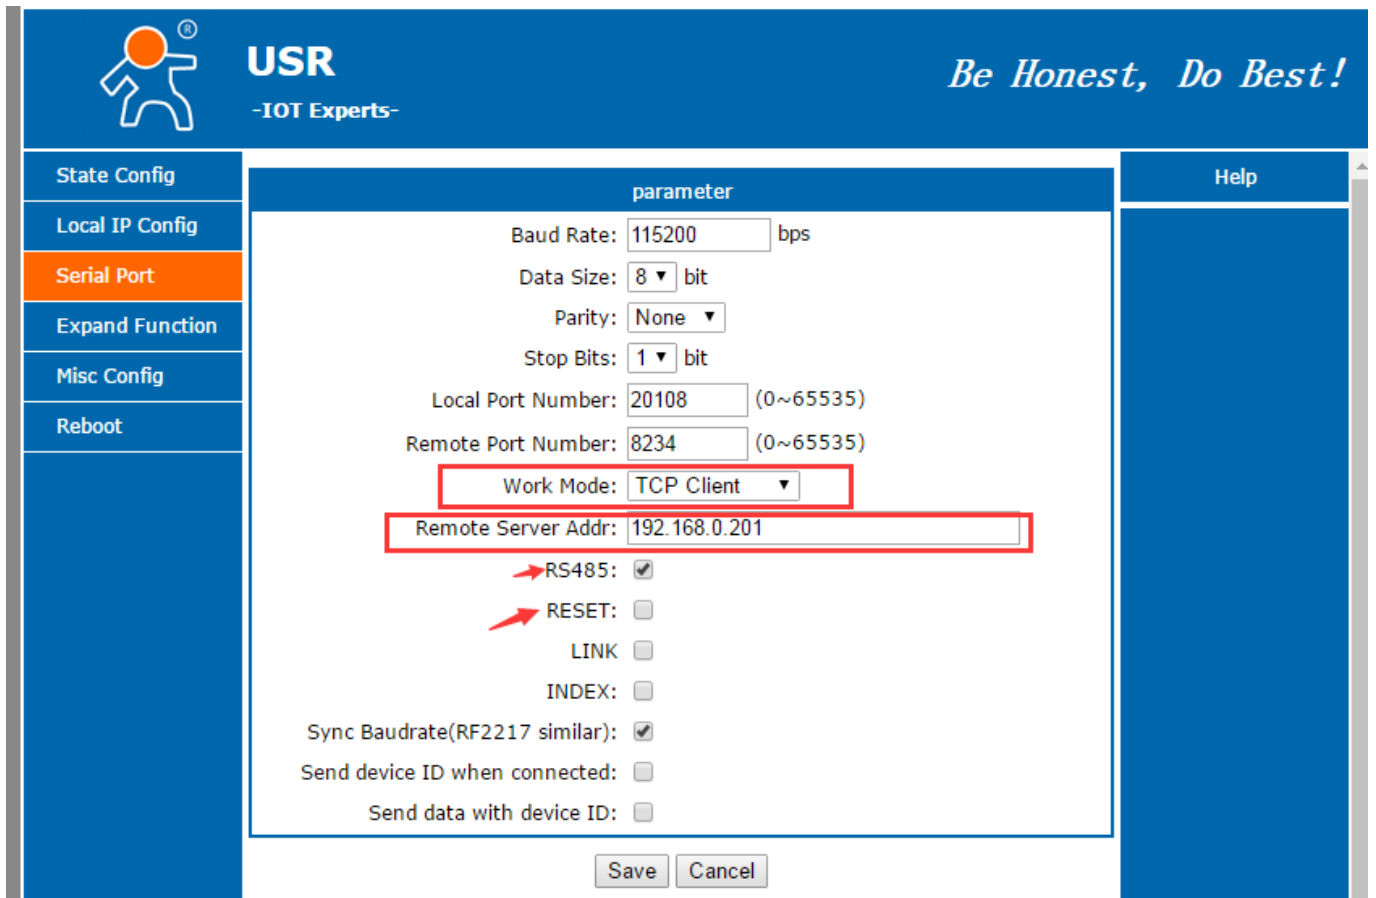 ®
USR
-IOT Experts-
Be Honest, Do Best!
State Config
Local IP Config
Serial Port
Expand Function
Misc Config
Reboot
parameter
Baud Rate: 115200 bps
Data Size: 8 bit
Parity: None
Stop Bits: 1 bit
Local Port Number: 20108 (0~65535)
Remote Port Number: 8234 (0~65535)
Work Mode: TCP Client
Remote Server Addr: 192.168.0.201
RS485:
RESET:
LINK
INDEX:
Sync Baudrate(RF2217 similar):
Send device ID when connected:
Send data with device ID:
Save Cancel
Help